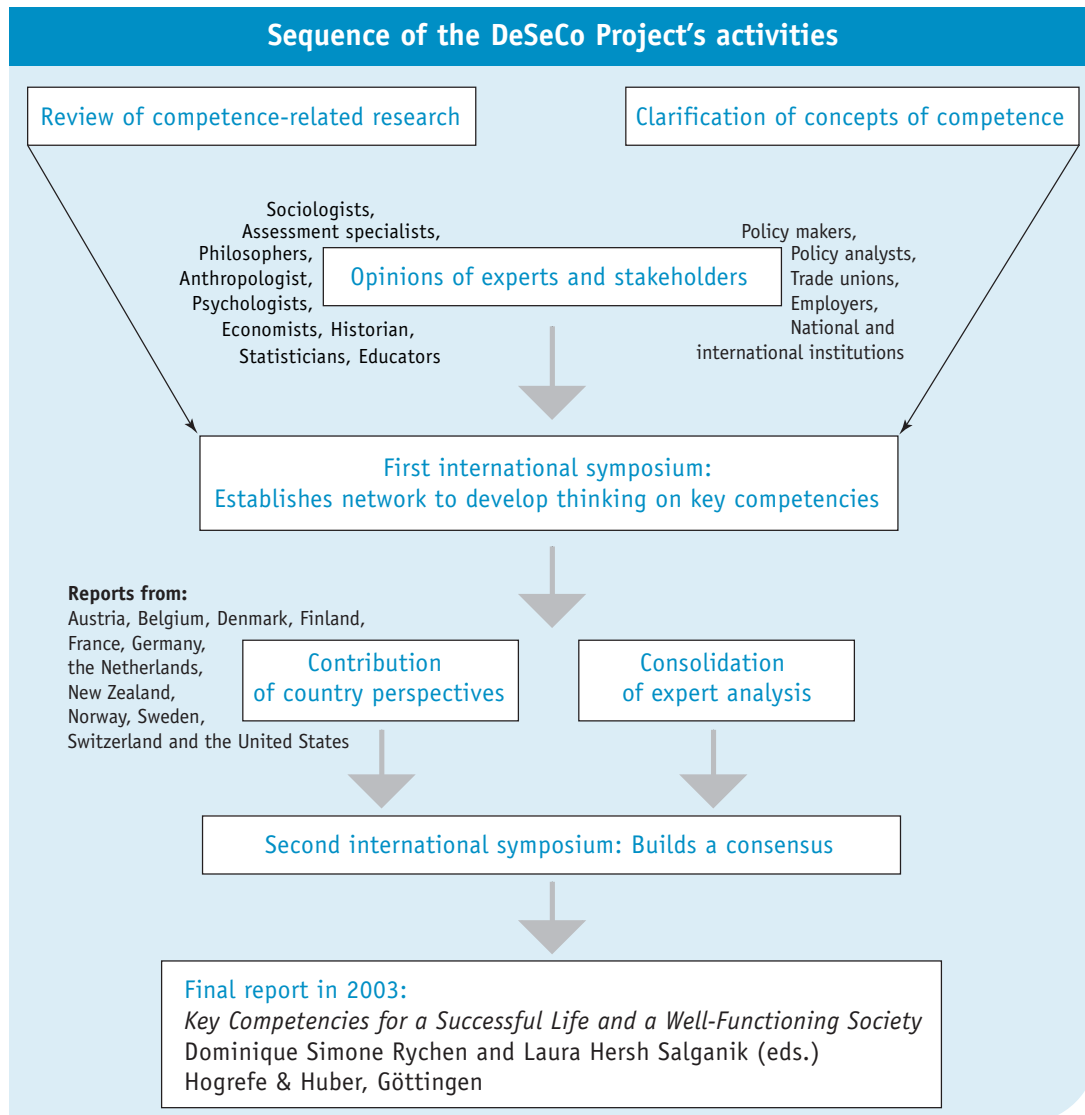 Sequence of the DeSeCo Project's activities
Review of competence-related research
Clarification of concepts of competence
Sociologists,
Assessment specialists,
Philosophers,
Anthropologist,
Psychologists,
Economists, Historian,
Statisticians, Educators
Opinions of experts and stakeholders
Policy makers,
Policy analysts,
Trade unions,
Employers,
National and
international institutions
First international symposium:
Establishes network to develop thinking on key competencies
Reports from:
Austria, Belgium, Denmark, Finland,
France, Germany,
the Netherlands,
New Zealand,
Norway, Sweden,
Switzerland and the United States
Contribution
of country perspectives
Consolidation
of expert analysis
Second international symposium: Builds a consensus
Final report in 2003:
Key Competencies for a Successful Life and a Well-Functioning Society
Dominique Simone Rychen and Laura Hersh Salganik (eds.)
Hogrefe & Huber, Göttingen